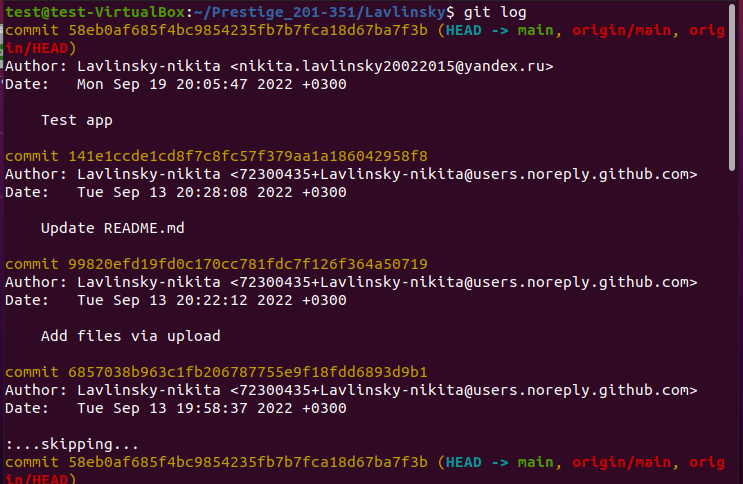 test@test-VirtualBox:~/Prestige_201-351/Lavlinsky$ git log
commit 58eb0af685f4bc9854235fb7b7fca18d67ba7f3b (HEAD -> main, origin/main, orig
in/HEAD)
Author: Lavlinsky-nikita <nikita.lavlinsky20022015@yandex.ru>
Date:   Mon Sep 19 20:05:47 2022 +0300
    Test app
commit 141e1ccde1cd8f7c8fc57f379aa1a186042958f8
Author: Lavlinsky-nikita <72300435+Lavlinsky-nikita@users.noreply.github.com>
Date:   Tue Sep 13 20:28:08 2022 +0300
    Update README.md
commit 99820efd19fd0c170cc781fdc7f126f364a50719
Author: Lavlinsky-nikita <72300435+Lavlinsky-nikita@users.noreply.github.com>
Date:   Tue Sep 13 20:22:12 2022 +0300
    Add files via upload
commit 6857038b963c1fb206787755e9f18fdd6893d9b1
Author: Lavlinsky-nikita <72300435+Lavlinsky-nikita@users.noreply.github.com>
Date:   Tue Sep 13 19:58:37 2022 +0300
:...skipping...
commit 58eb0af685f4bc9854235fb7b7fca18d67ba7f3b (HEAD -> main, origin/main, orig
in/HEAD)